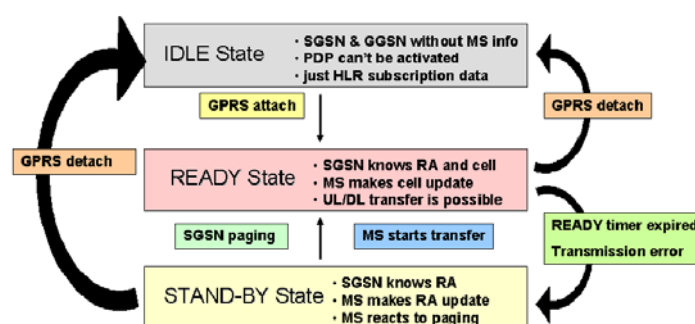 IDLE State
· SGSN & GGSN without MS info
· PDP can't be activated
· just HLR subscription data
GPRS attach
GPRS detach
GPRS detach
READY State
· SGSN knows RA and cell
· MS makes cell update
· UL/DL transfer is possible
SGSN paging
MS starts transfer
READY timer expired
Transmission error
STAND-BY State
· SGSN knows RA
· MS makes RA update
· MS reacts to paging